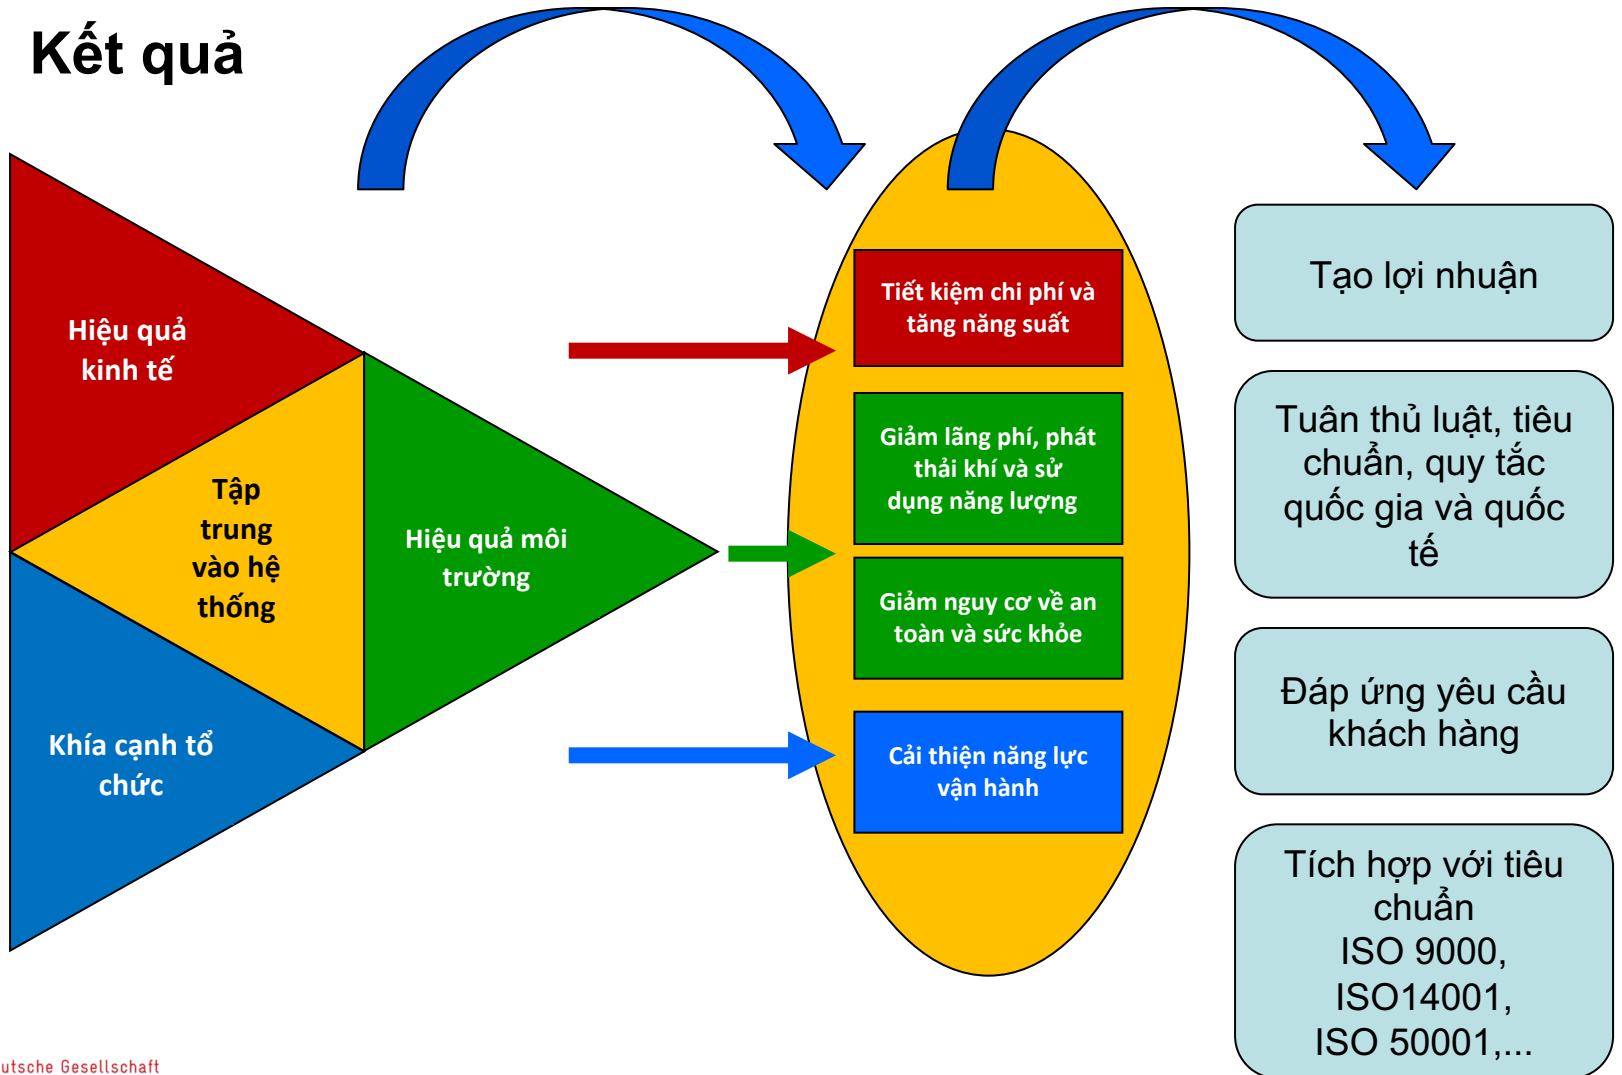 Kết quả
Hiệu quả
kinh tế
Tập
trung
vào hệ
thống
Hiệu quả môi
trường
Khía cạnh tổ
chức
Tiết kiệm chi phí và
tăng năng suất
Giảm lãng phí, phát
thải khí và sử
dụng năng lượng
Giảm nguy cơ về an
toàn và sức khỏe
Cải thiện năng lực
vận hành
Tạo lợi nhuận
Tuân thủ luật, tiêu
chuẩn, quy tắc
quốc gia và quốc
tế
Đáp ứng yêu cầu
khách hàng
Tích hợp với tiêu
chuẩn
ISO 9000,
ISO14001,
ISO 50001,...
utsche Gesellschaft